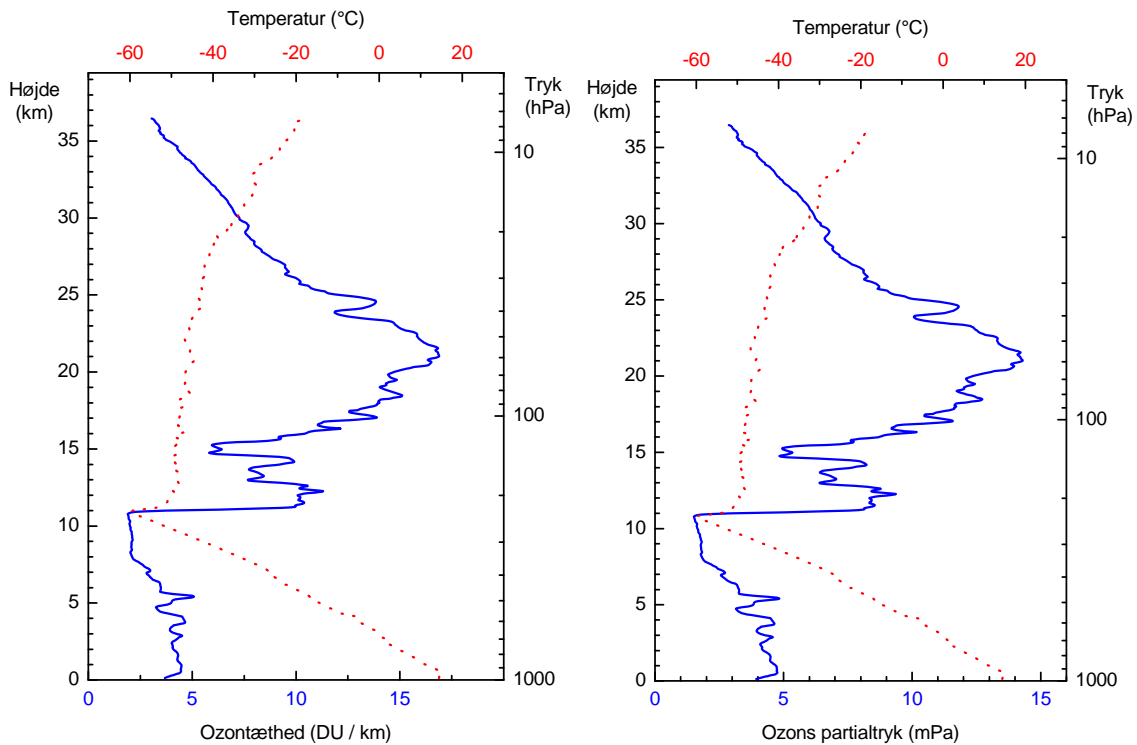 Temperatur (°C)
-60 -40 -20 0 20
Højde
(km)
Tryk
(hPa)
35
30
25
20
15
10
5
0
10
100
1000
0 5 10 15
Ozontæthed (DU / km)
Temperatur (°C)
-60 -40 -20 0 20
Højde
(km)
Tryk
(hPa)
35
30
25
20
15
10
5
0
10
100
1000
0 5 10 15
Ozons partialtryk (mPa)